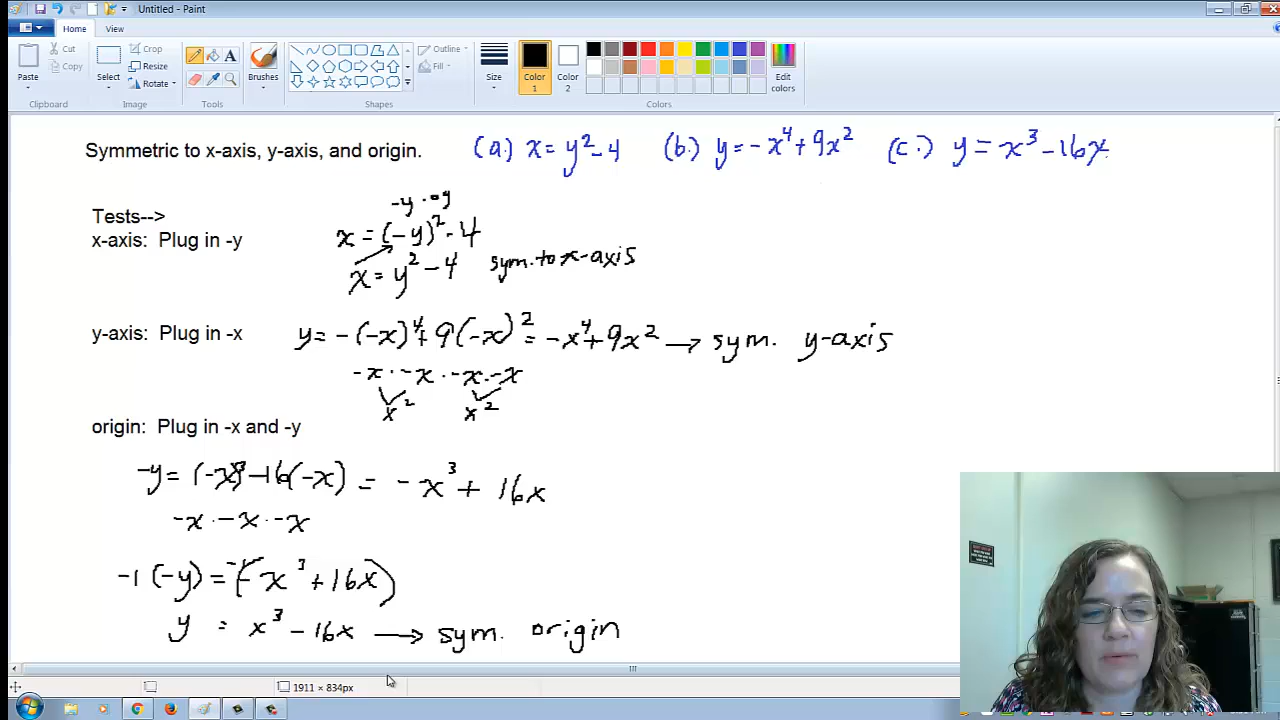 Untitled - Paint
Home View
Paste Cut Copy Select Crop Resize Rotate Brushes Outline Fill Size Color 1 Color 2 Edit colors
Clipboard Image Tools Shapes Colors
Symmetric to x-axis, y-axis, and origin. (a.) x = y² - 4 (b.) y = -x⁴ + 9x² (c.) y = x³ - 16x
Tests-->
-y · -y
x-axis: Plug in -y x = (-y)² - 4
x = y² - 4 sym. to x-axis
y-axis: Plug in -x y = -(-x)⁴ + 9(-x)² = -x⁴ + 9x² → sym. y-axis
-x · -x · -x · -x
x² x²
origin: Plug in -x and -y
-y = (-x)³ - 16(-x) = -x³ + 16x
-x · -x · -x
-1(-y) = -(-x³ + 16x)
y = x³ - 16x → sym. origin
1911 × 834px